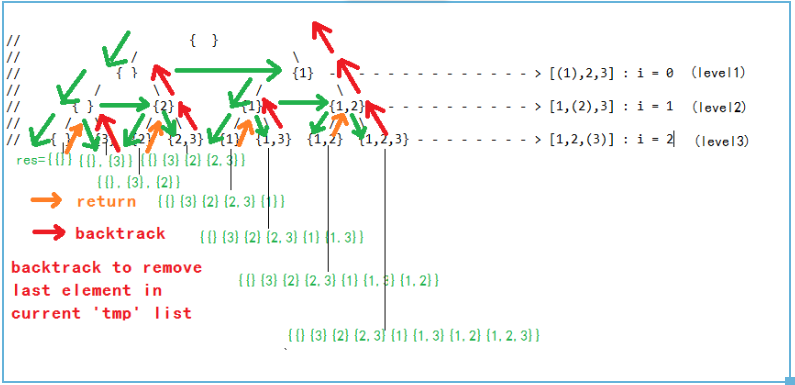 // { }
// / \
// { } {1} - - - - - - - - - - - - - - - > [(1),2,3] : i = 0 (level1)
// / \ / \
// { } {2} {1} {1,2} - - - - - - - - - - - - - > [1,(2),3] : i = 1 (level2)
// / \ / \ / \ / \
// { } {3} {2} {2,3} {1} {1,3} {1,2} {1,2,3} - - - - - - - - - > [1,2,(3)] : i = 2 (level3)
res={{}} {{}, {3}} {{} {3} {2} {2,3}}
{{}, {3}, {2}}
{{} {3} {2} {2,3} {1}}
return
backtrack
{{} {3} {2} {2,3} {1} {1,3}}
backtrack to remove
last element in
current 'tmp' list
{{} {3} {2} {2,3} {1} {1,3} {1,2}}
{{} {3} {2} {2,3} {1} {1,3} {1,2} {1,2,3}}